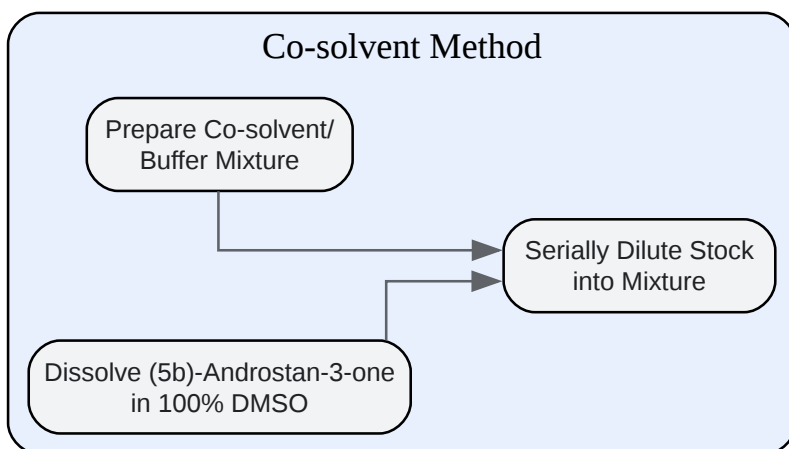 Co-solvent Method
Prepare Co-solvent/
Buffer Mixture
Serially Dilute Stock
into Mixture
Dissolve (5b)-Androstan-3-one
in 100% DMSO